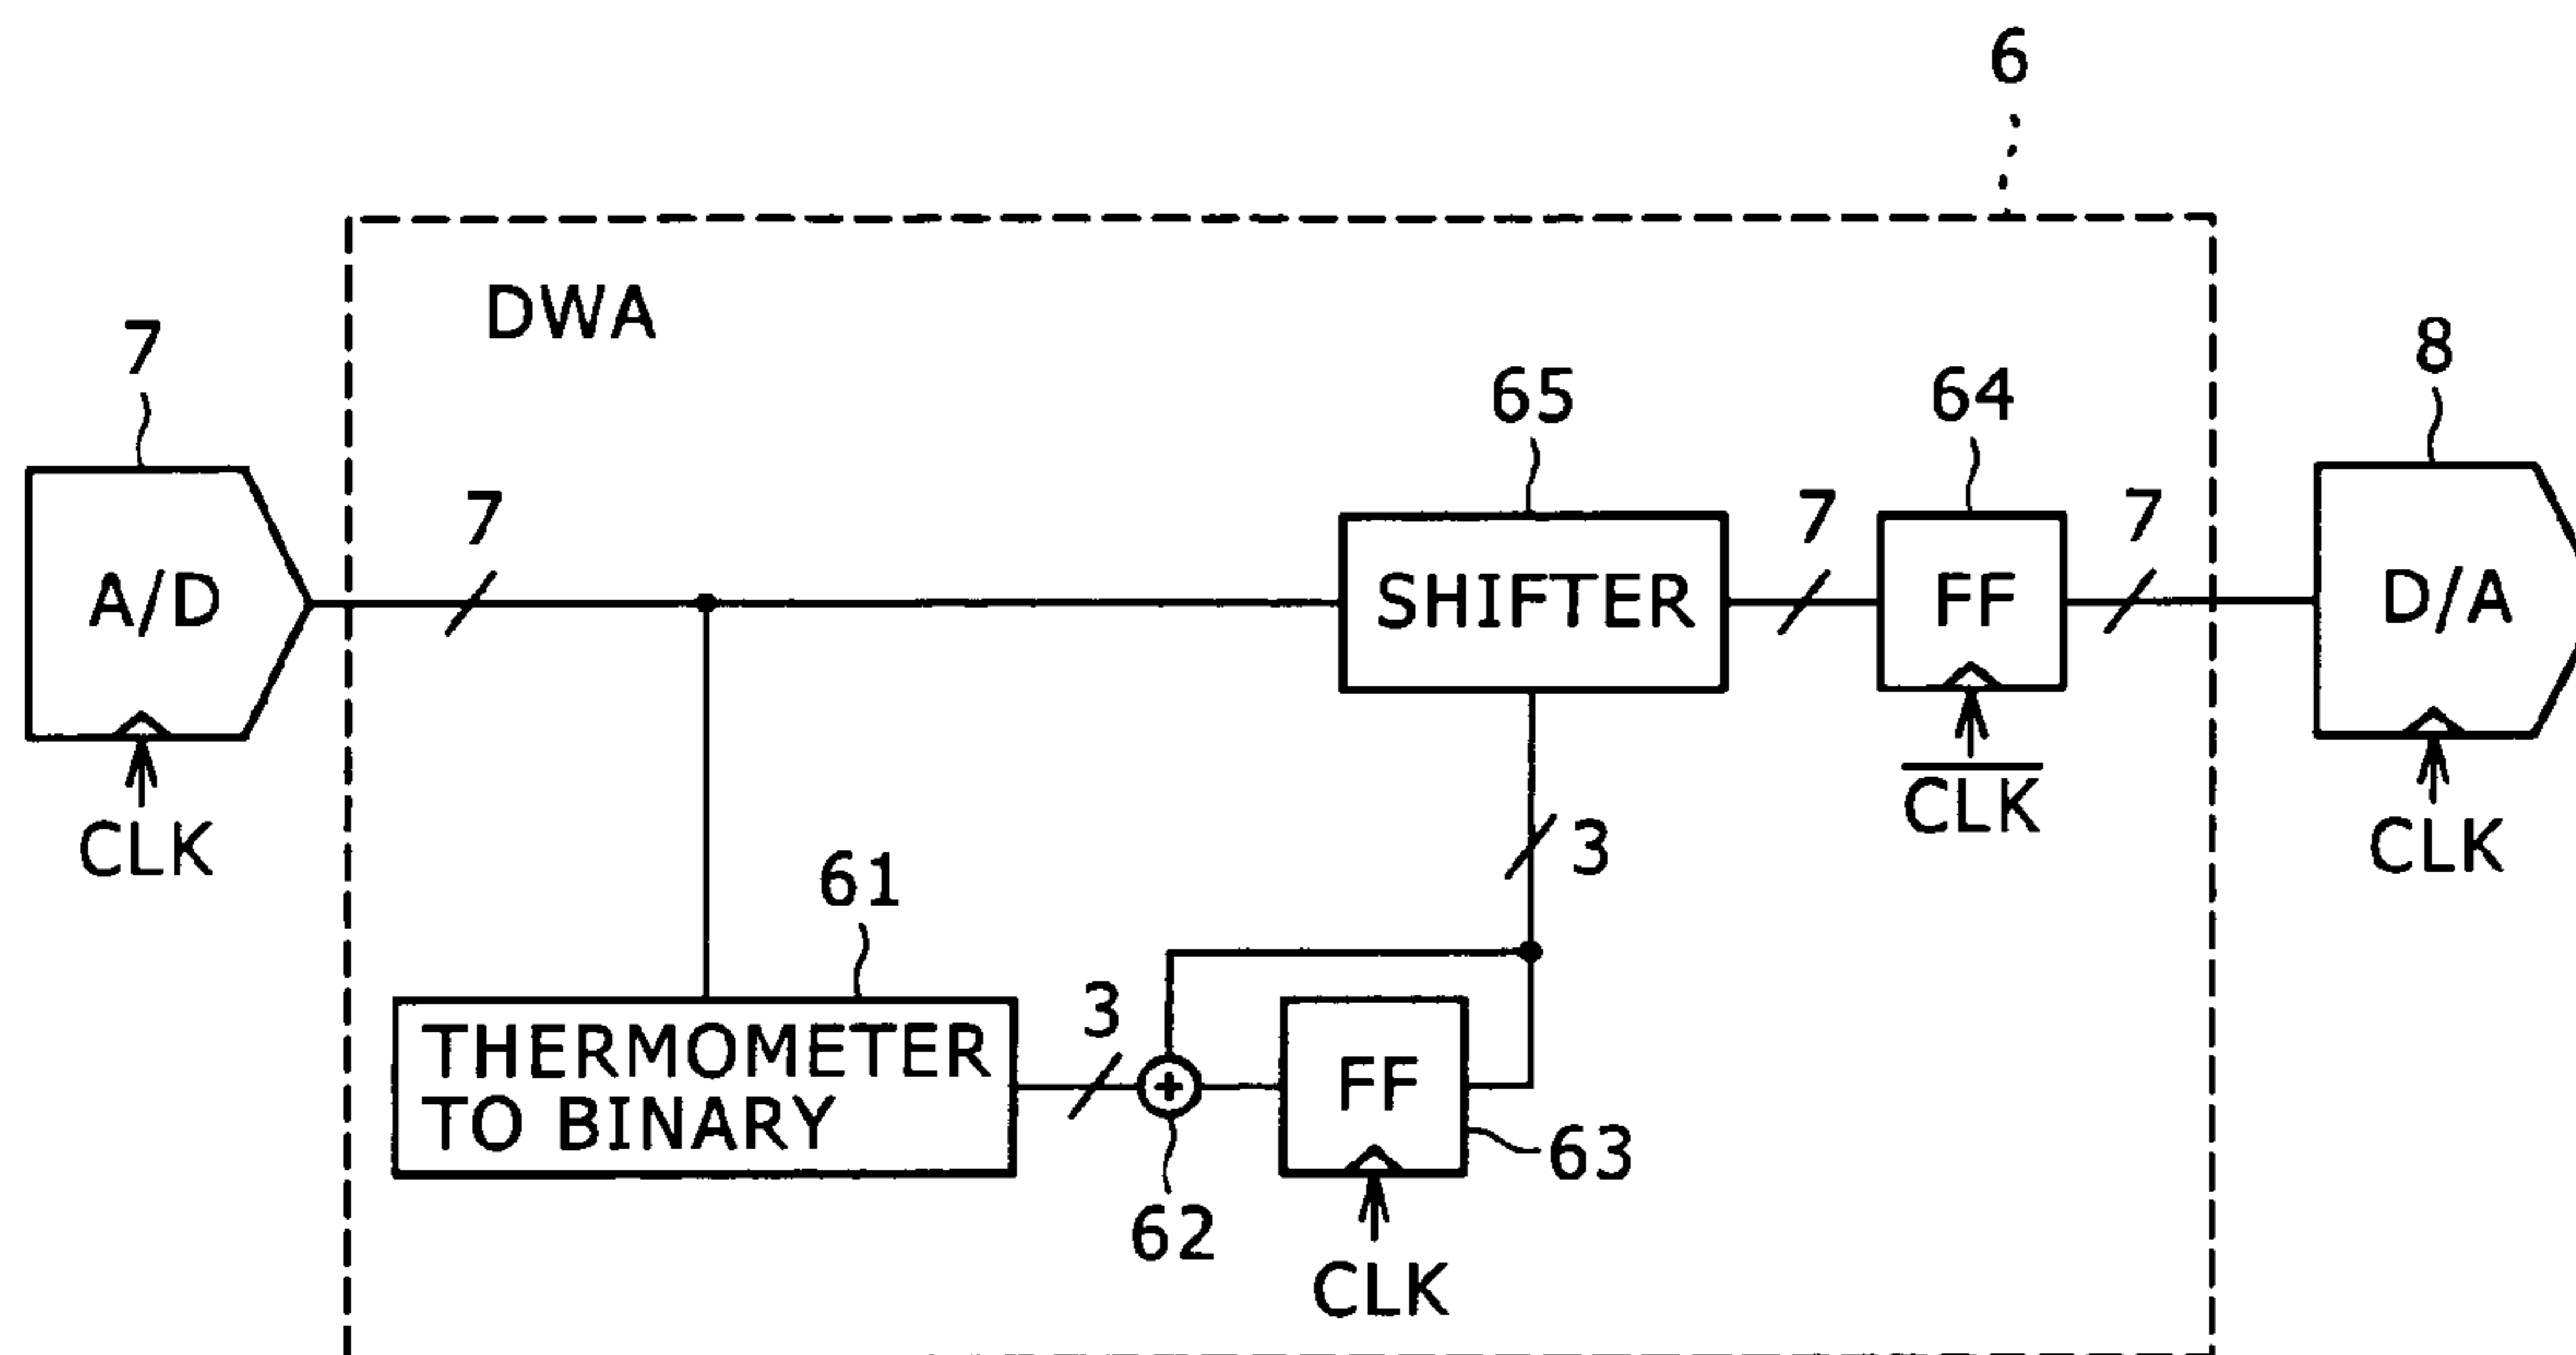 6
DWA
7
65
64
8
7
7
7
A/D
SHIFTER
FF
D/A
CLK
C̅L̅K̅
CLK
3
61
3
THERMOMETER
TO BINARY
+
FF
63
62
CLK